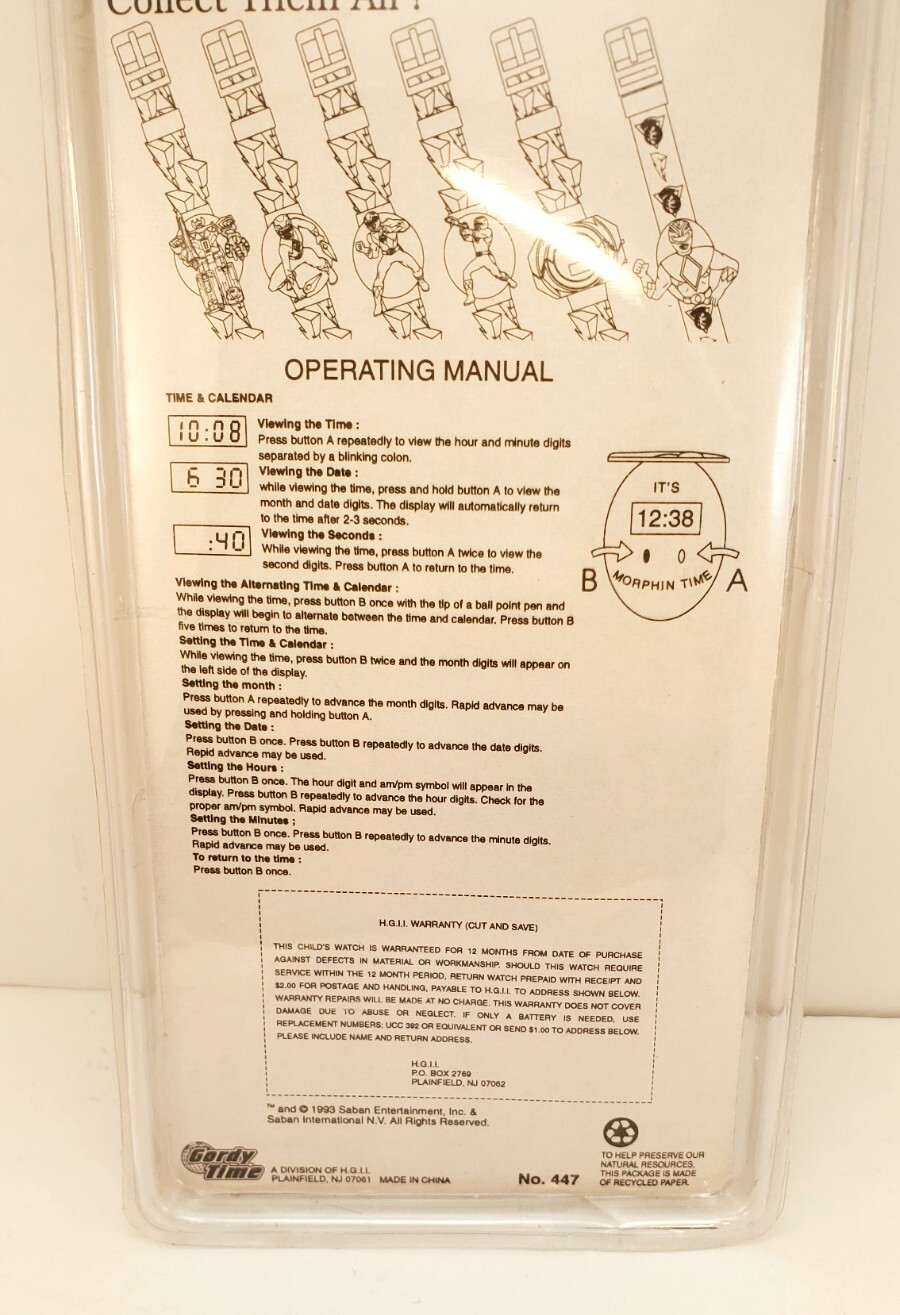 Collect Them All !
OPERATING MANUAL
TIME & CALENDAR
10:08
Viewing the Time :
Press button A repeatedly to view the hour and minute digits
separated by a blinking colon.
6 30
Viewing the Date :
while viewing the time, press and hold button A to view the
month and date digits. The display will automatically return
to the time after 2-3 seconds.
:40
Viewing the Seconds :
While viewing the time, press button A twice to view the
second digits. Press button A to return to the time.
IT'S
12:38
B
MORPHIN TIME
A
Viewing the Alternating Time & Calendar :
While viewing the time, press button B once with the tip of a ball point pen and
the display will begin to alternate between the time and calendar. Press button B
five times to return to the time.
Setting the Time & Calendar :
While viewing the time, press button B twice and the month digits will appear on
the left side of the display.
Setting the month :
Press button A repeatedly to advance the month digits. Rapid advance may be
used by pressing and holding button A.
Setting the Date :
Press button B once. Press button B repeatedly to advance the date digits.
Rapid advance may be used.
Setting the Hours :
Press button B once. The hour digit and am/pm symbol will appear in the
display. Press button B repeatedly to advance the hour digits. Check for the
proper am/pm symbol. Rapid advance may be used.
Setting the Minutes ;
Press button B once. Press button B repeatedly to advance the minute digits.
Rapid advance may be used.
To return to the time :
Press button B once.
H.G.I.I. WARRANTY (CUT AND SAVE)
THIS CHILD'S WATCH IS WARRANTEED FOR 12 MONTHS FROM DATE OF PURCHASE
AGAINST DEFECTS IN MATERIAL OR WORKMANSHIP. SHOULD THIS WATCH REQUIRE
SERVICE WITHIN THE 12 MONTH PERIOD, RETURN WATCH PREPAID WITH RECEIPT AND
$2.00 FOR POSTAGE AND HANDLING, PAYABLE TO H.G.I.I. TO ADDRESS SHOWN BELOW.
WARRANTY REPAIRS WILL BE MADE AT NO CHARGE. THIS WARRANTY DOES NOT COVER
DAMAGE DUE TO ABUSE OR NEGLECT. IF ONLY A BATTERY IS NEEDED, USE
REPLACEMENT NUMBERS: UCC 392 OR EQUIVALENT OR SEND $1.00 TO ADDRESS BELOW.
PLEASE INCLUDE NAME AND RETURN ADDRESS.
H.G.I.I.
P.O. BOX 2769
PLAINFIELD, NJ 07062
™ and © 1993 Saban Entertainment, Inc. &
Saban International N.V. All Rights Reserved.
Gordy
Time
A DIVISION OF H.G.I.I.
PLAINFIELD, NJ 07061 MADE IN CHINA
No. 447
TO HELP PRESERVE OUR
NATURAL RESOURCES,
THIS PACKAGE IS MADE
OF RECYCLED PAPER.